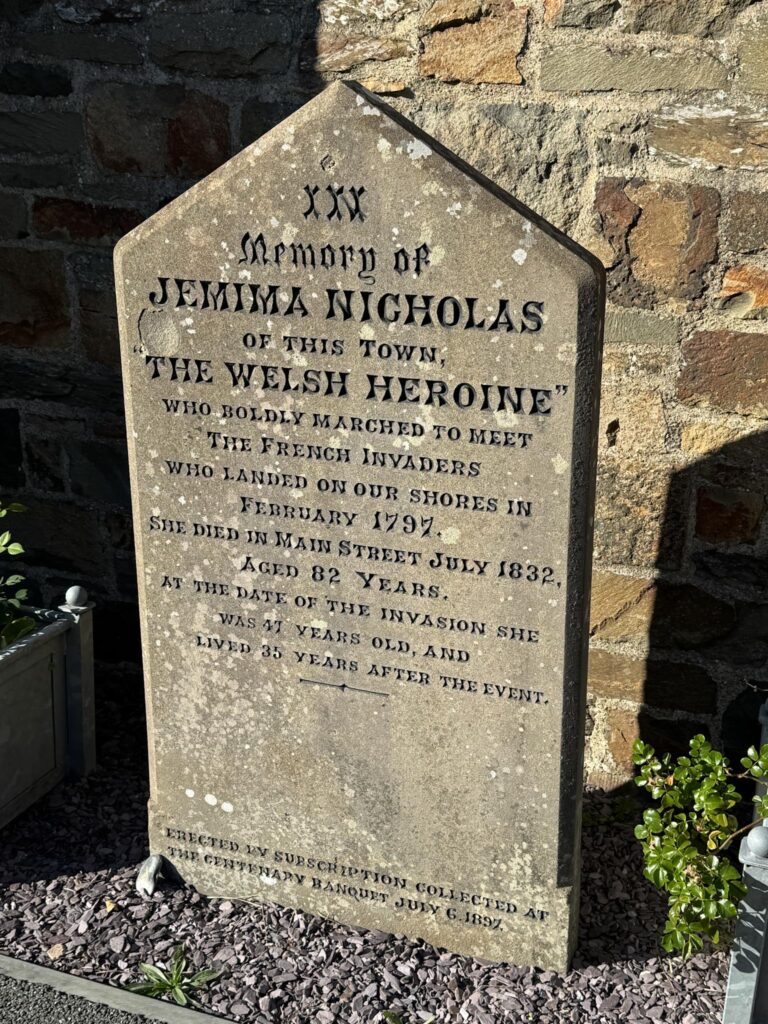 XXX
Memory of
JEMIMA NICHOLAS
OF THIS TOWN,
"THE WELSH HEROINE"
WHO BOLDLY MARCHED TO MEET
THE FRENCH INVADERS
WHO LANDED ON OUR SHORES IN
FEBRUARY 1797.
SHE DIED IN MAIN STREET JULY 1832,
AGED 82 YEARS.
AT THE DATE OF THE INVASION SHE
WAS 47 YEARS OLD, AND
LIVED 35 YEARS AFTER THE EVENT.
ERECTED BY SUBSCRIPTION COLLECTED AT
THE CENTENARY BANQUET JULY 6. 1897.